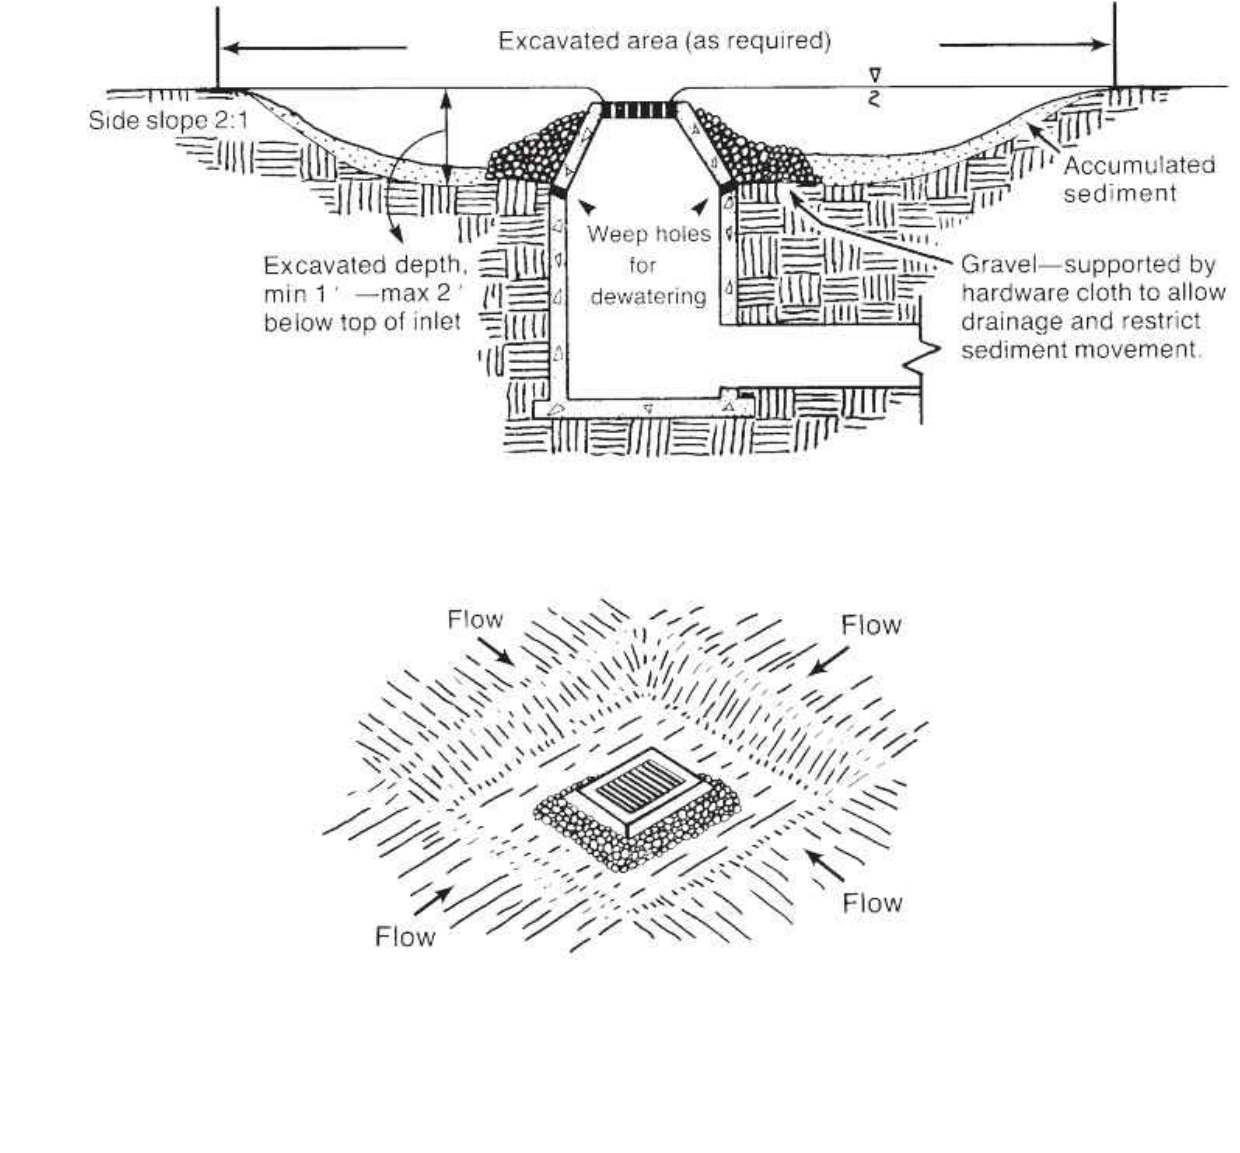 Excavated area (as required)
Side slope 2:1
Accumulated
sediment
Weep holes
for
dewatering
Excavated depth,
min 1' —max 2'
below top of inlet
Gravel—supported by
hardware cloth to allow
drainage and restrict
sediment movement.
Flow
Flow
Flow
Flow